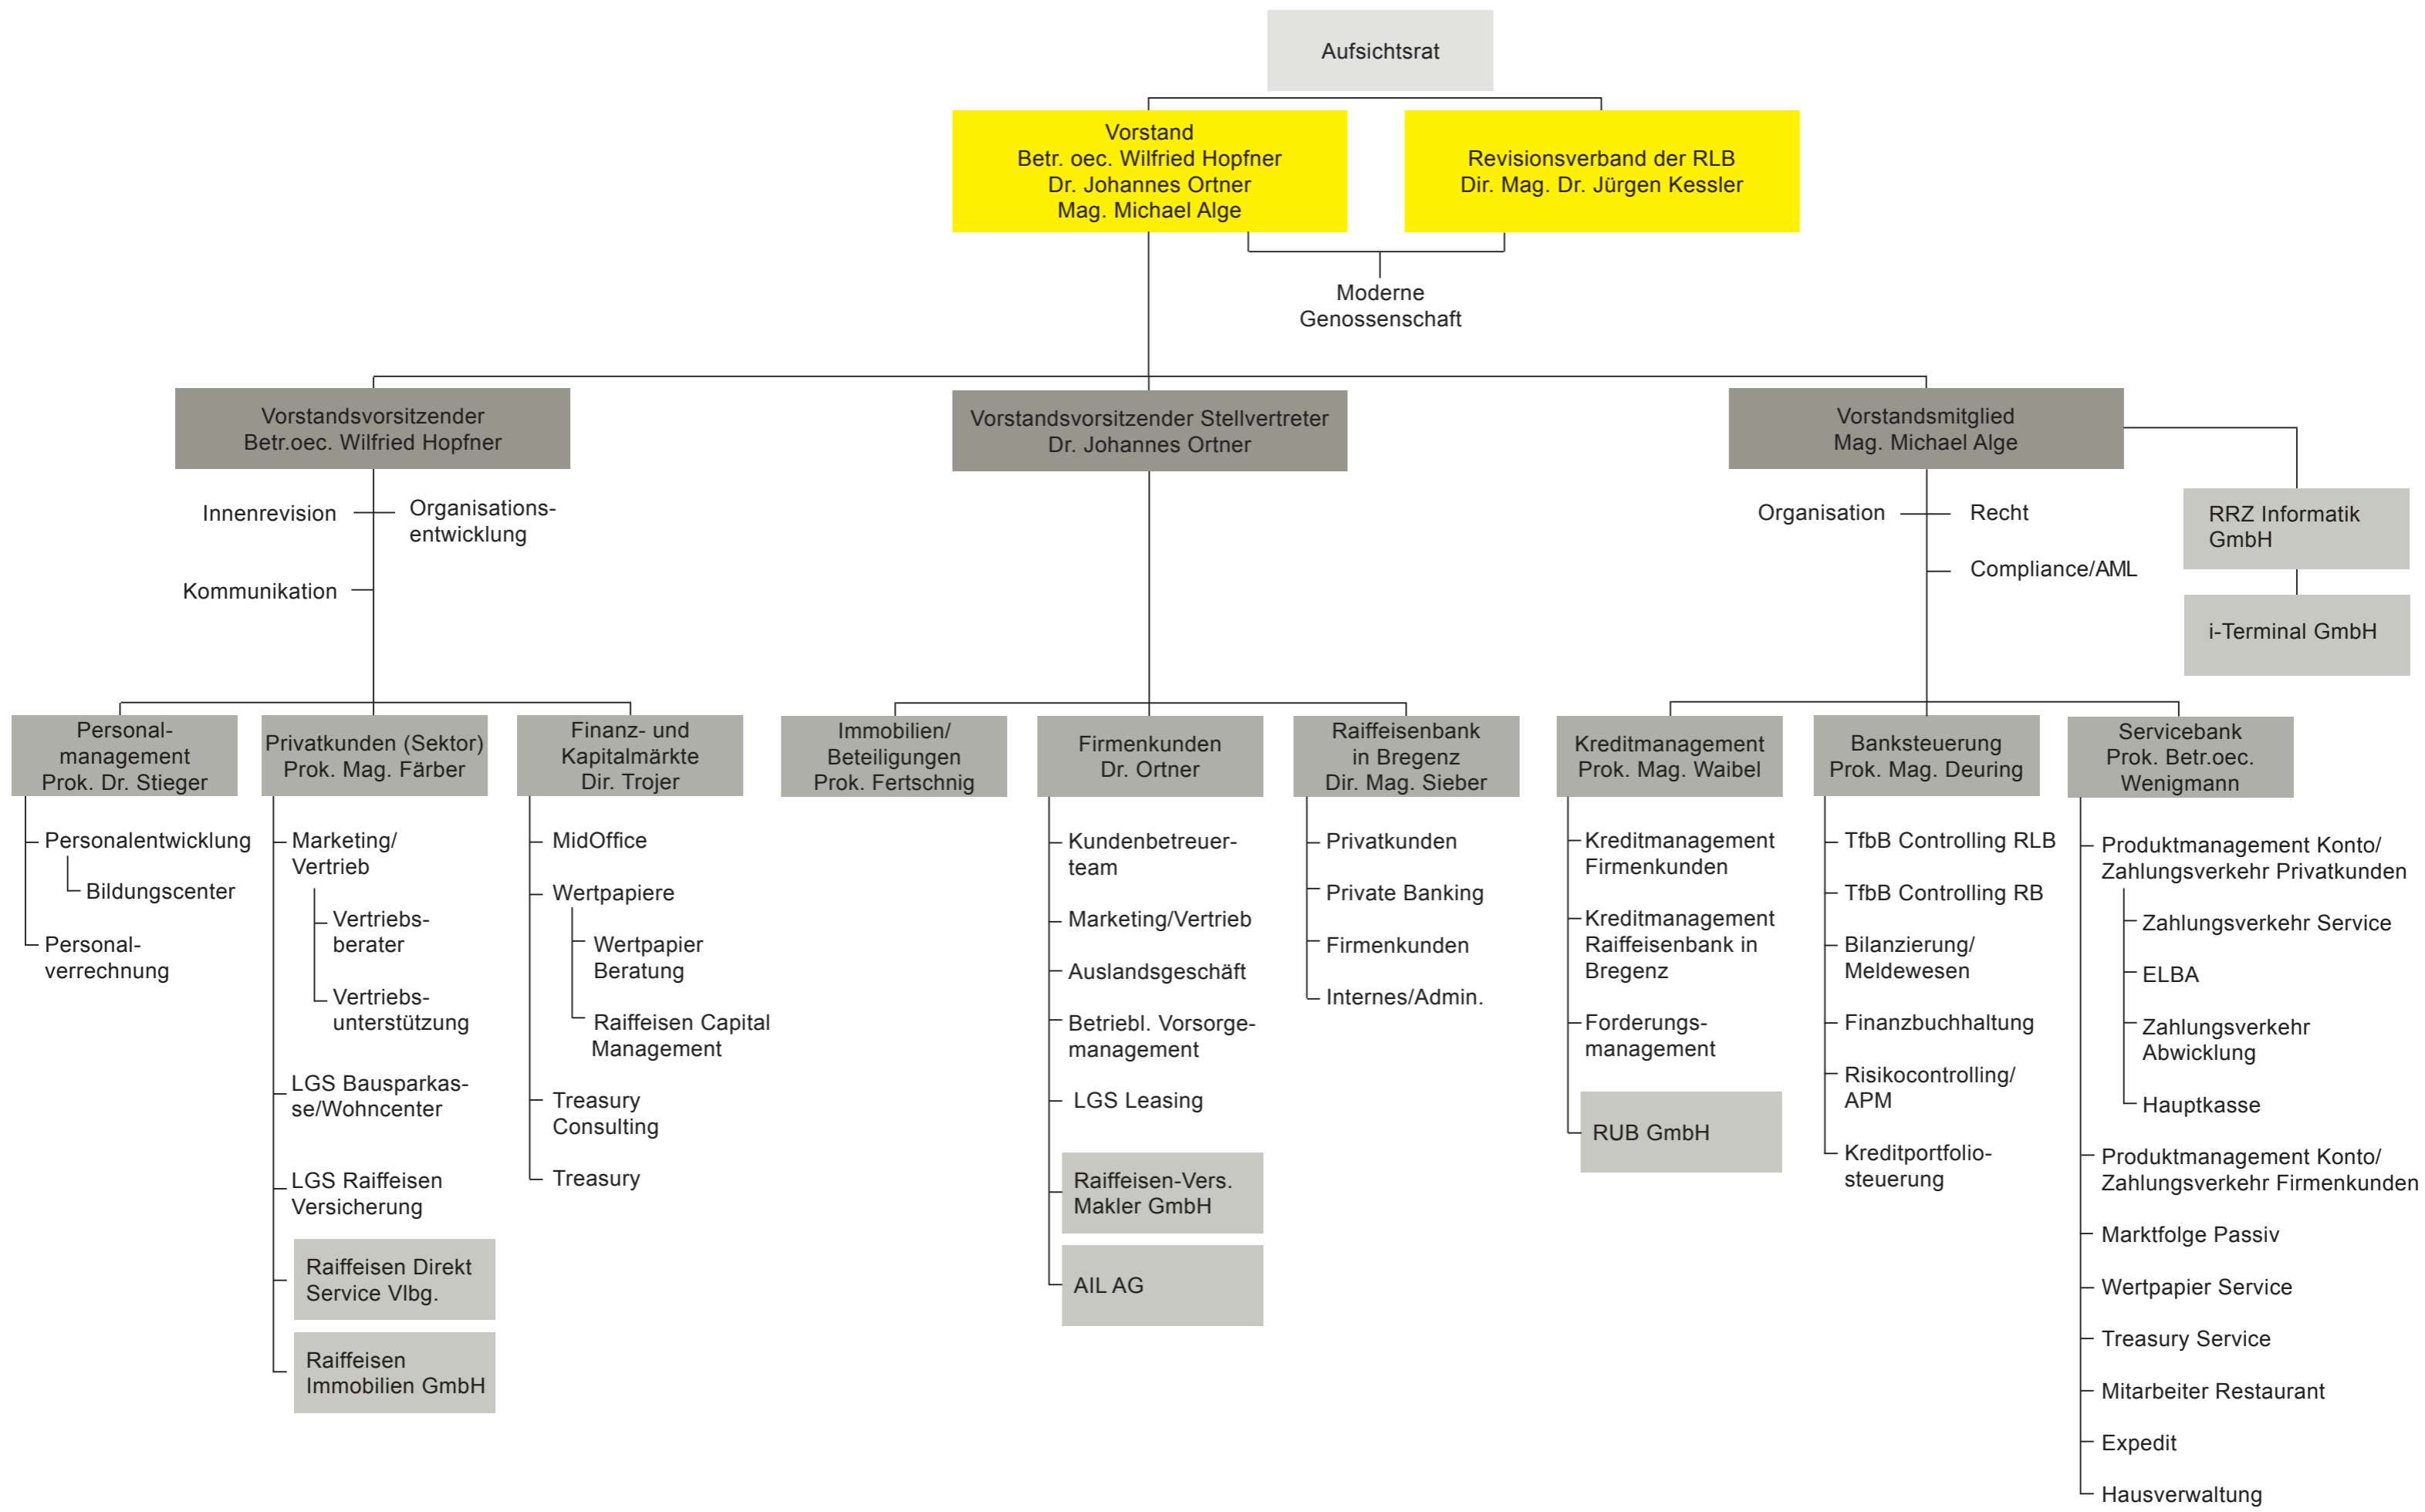 Aufsichtsrat
Vorstand
Betr. oec. Wilfried Hopfner
Dr. Johannes Ortner
Mag. Michael Alge
Revisionsverband der RLB
Dir. Mag. Dr. Jürgen Kessler
Moderne
Genossenschaft
Vorstandsvorsitzender
Betr.oec. Wilfried Hopfner
Innenrevision
Organisations-
entwicklung
Kommunikation
Vorstandsvorsitzender Stellvertreter
Dr. Johannes Ortner
Vorstandsmitglied
Mag. Michael Alge
Organisation
Recht
Compliance/AML
RRZ Informatik
GmbH
i-Terminal GmbH
Personal-
management
Prok. Dr. Stieger
Personalentwicklung
Bildungscenter
Personal-
verrechnung
Privatkunden (Sektor)
Prok. Mag. Färber
Marketing/
Vertrieb
Vertriebs-
berater
Vertriebs-
unterstützung
LGS Bausparkas-
se/Wohncenter
LGS Raiffeisen
Versicherung
Raiffeisen Direkt
Service Vlbg.
Raiffeisen
Immobilien GmbH
Finanz- und
Kapitalmärkte
Dir. Trojer
MidOffice
Wertpapiere
Wertpapier
Beratung
Raiffeisen Capital
Management
Treasury
Consulting
Treasury
Immobilien/
Beteiligungen
Prok. Fertschnig
Firmenkunden
Dr. Ortner
Kundenbetreuer-
team
Marketing/Vertrieb
Auslandsgeschäft
Betriebl. Vorsorge-
management
LGS Leasing
Raiffeisen-Vers.
Makler GmbH
AIL AG
Raiffeisenbank
in Bregenz
Dir. Mag. Sieber
Privatkunden
Private Banking
Firmenkunden
Internes/Admin.
Kreditmanagement
Prok. Mag. Waibel
Kreditmanagement
Firmenkunden
Kreditmanagement
Raiffeisenbank in
Bregenz
Forderungs-
management
RUB GmbH
Banksteuerung
Prok. Mag. Deuring
TfbB Controlling RLB
TfbB Controlling RB
Bilanzierung/
Meldewesen
Finanzbuchhaltung
Risikocontrolling/
APM
Kreditportfolio-
steuerung
Servicebank
Prok. Betr.oec.
Wenigmann
Produktmanagement Konto/
Zahlungsverkehr Privatkunden
Zahlungsverkehr Service
ELBA
Zahlungsverkehr
Abwicklung
Hauptkasse
Produktmanagement Konto/
Zahlungsverkehr Firmenkunden
Marktfolge Passiv
Wertpapier Service
Treasury Service
Mitarbeiter Restaurant
Expedit
Hausverwaltung